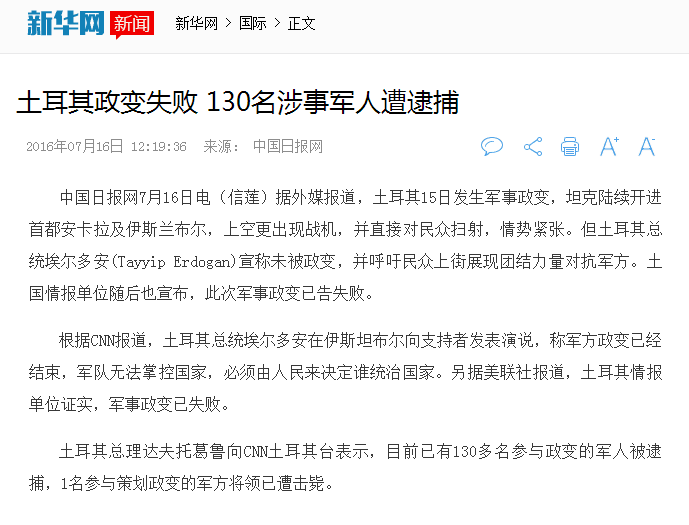 新华网 新闻 新华网 > 国际 > 正文
土耳其政变失败 130名涉事军人遭逮捕
2016年07月16日 12:19:36 来源： 中国日报网
A+ A-
中国日报网7月16日电（信莲）据外媒报道，土耳其15日发生军事政变，坦克陆续开进
首都安卡拉及伊斯兰布尔，上空更出现战机，并直接对民众扫射，情势紧张。但土耳其总
统埃尔多安(Tayyip Erdogan)宣称未被政变，并呼吁民众上街展现团结力量对抗军方。土
国情报单位随后也宣布，此次军事政变已告失败。
根据CNN报道，土耳其总统埃尔多安在伊斯坦布尔向支持者发表演说，称军方政变已经
结束，军队无法掌控国家，必须由人民来决定谁统治国家。另据美联社报道，土耳其情报
单位证实，军事政变已失败。
土耳其总理达夫托葛鲁向CNN土耳其台表示，目前已有130多名参与政变的军人被逮
捕，1名参与策划政变的军方将领已遭击毙。